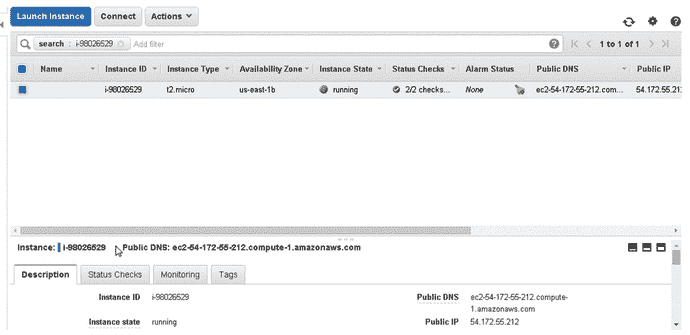 Launch Instance Connect Actions
search : i-98026529 Add filter 1 to 1 of 1
Name Instance ID Instance Type Availability Zone Instance State Status Checks Alarm Status Public DNS Public IP
i-98026529 t2.micro us-east-1b running 2/2 checks... None ec2-54-172-55-212.com... 54.172.55.212
Instance: i-98026529 Public DNS: ec2-54-172-55-212.compute-1.amazonaws.com
Description Status Checks Monitoring Tags
Instance ID i-98026529 Public DNS ec2-54-172-55-212.compute-
1.amazonaws.com
Instance state running Public IP 54.172.55.212